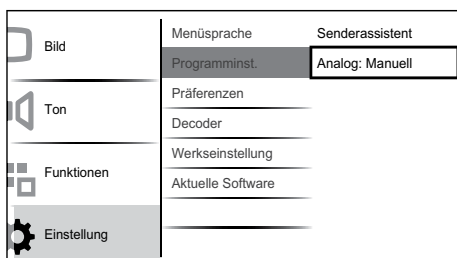 Bild
Ton
Funktionen
Einstellung
Menüsprache
Programminst.
Präferenzen
Decoder
Werkseinstellung
Aktuelle Software
Senderassistent
Analog: Manuell